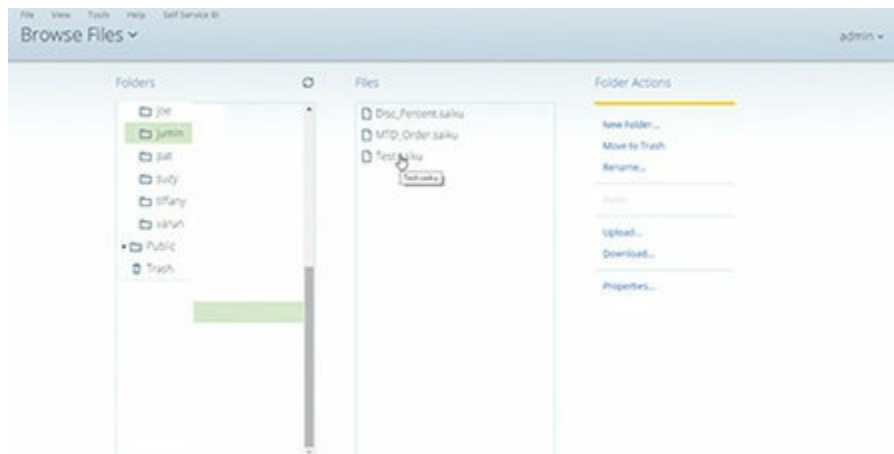 File View Tools Help Self Service BI
Browse Files
admin
Folders
joe
jumin
pat
suzy
tiffany
varun
Public
Trash
Files
Disc_Percent.saiku
MTD_Order.saiku
Test.saiku
Test.saiku
Folder Actions
New Folder...
Move to Trash
Rename...
Paste
Upload...
Download...
Properties...